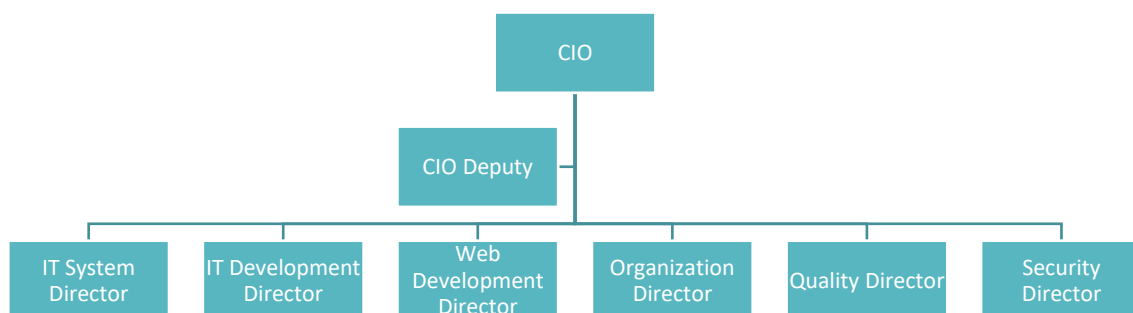 CIO
CIO Deputy
IT System
Director
IT Development
Director
Web
Development
Director
Organization
Director
Quality Director
Security
Director